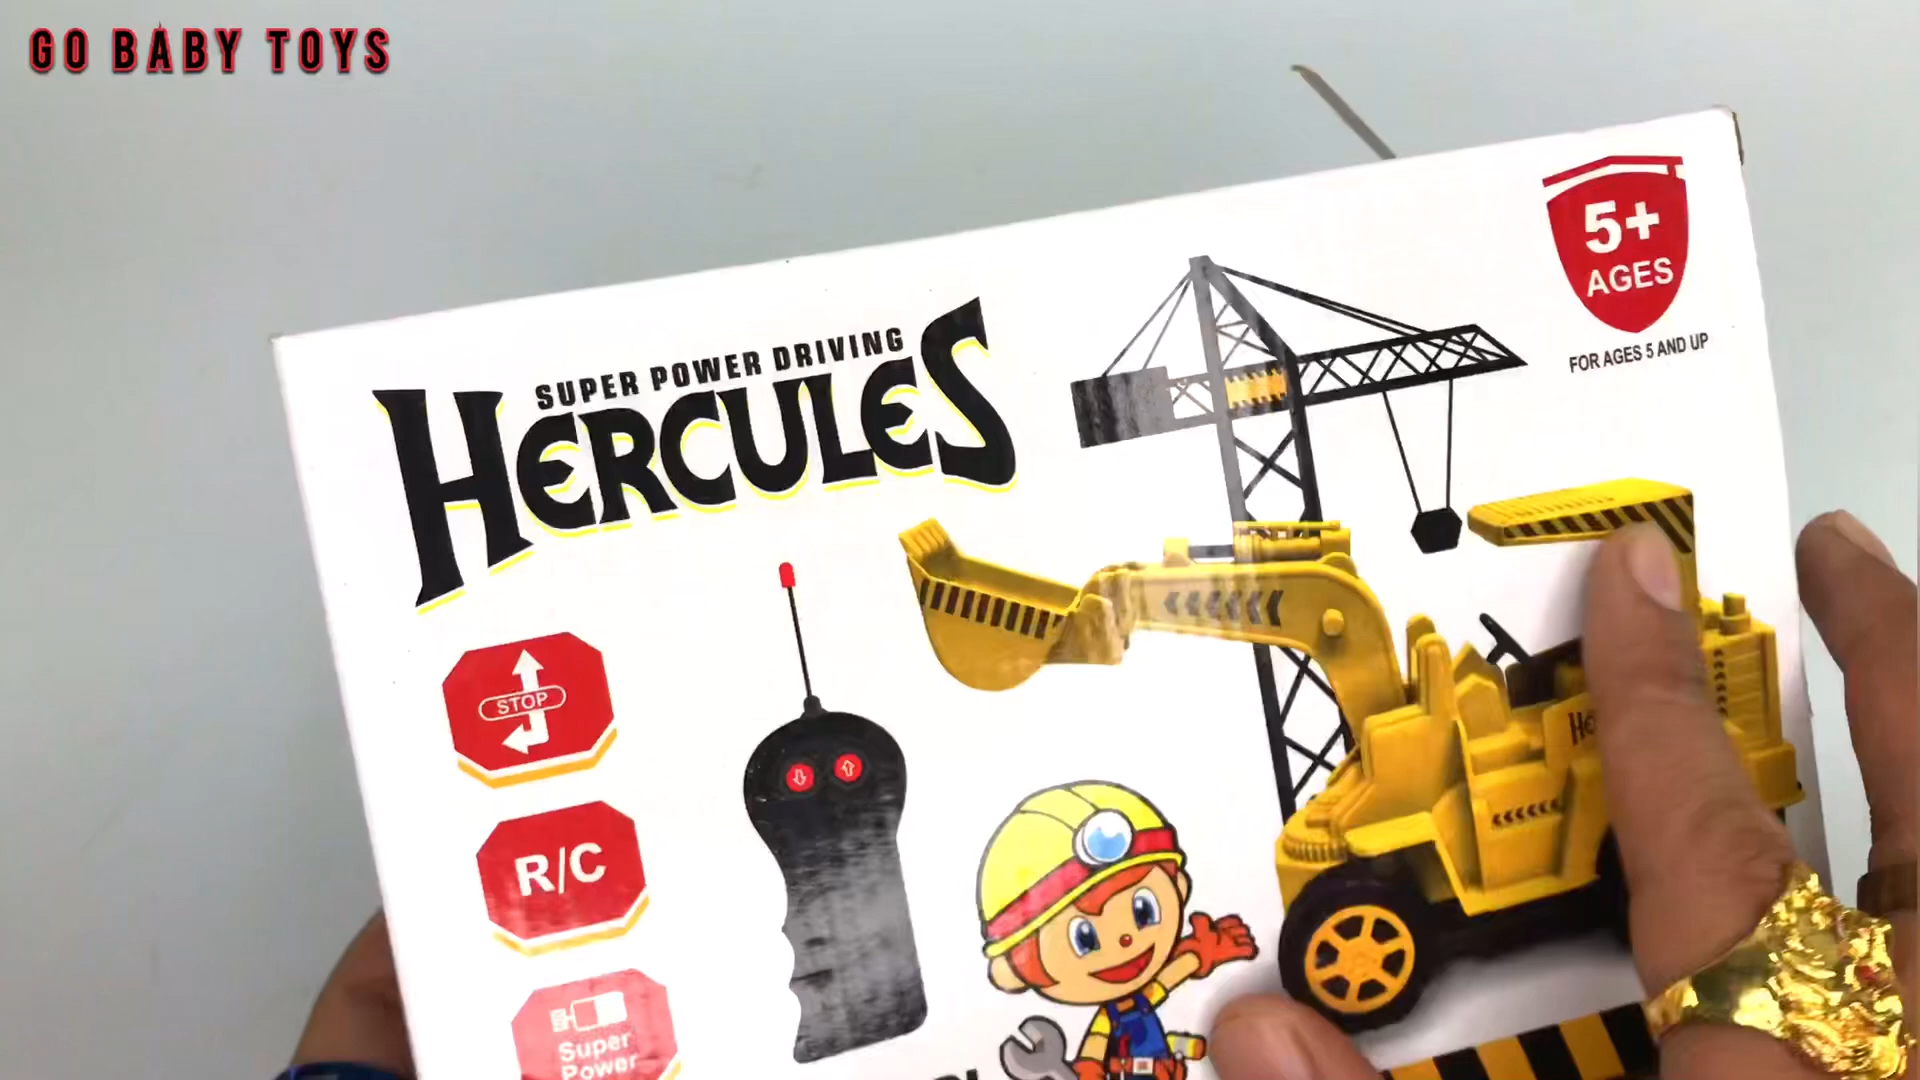 GO BABY TOYS
5+
AGES
FOR AGES 5 AND UP
SUPER POWER DRIVING
HERCULES
STOP
R/C
Super
Power